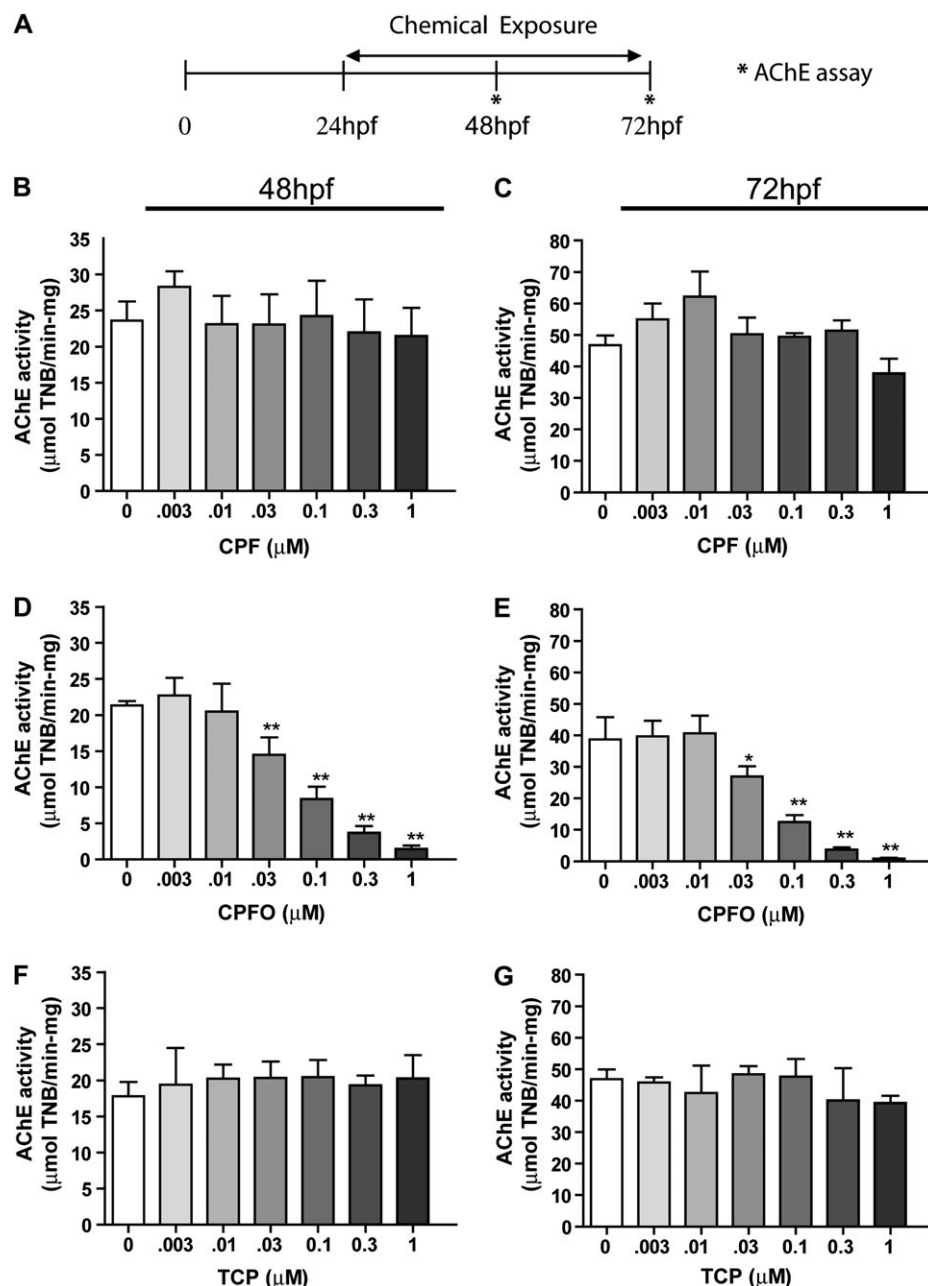 A
Chemical Exposure
* AChE assay
* *
0 24hpf 48hpf 72hpf
B 48hpf
AChE activity
(μmol TNB/min-mg)
35
30
25
20
15
10
5
0
0 .003 .01 .03 0.1 0.3 1
CPF (μM)
C 72hpf
AChE activity
(μmol TNB/min-mg)
80
70
60
50
40
30
20
10
0
0 .003 .01 .03 0.1 0.3 1
CPF (μM)
D
AChE activity
(μmol TNB/min-mg)
35
30
25
20
15
10
5
0
** ** ** **
0 .003 .01 .03 0.1 0.3 1
CPFO (μM)
E
AChE activity
(μmol TNB/min-mg)
80
70
60
50
40
30
20
10
0
* ** ** **
0 .003 .01 .03 0.1 0.3 1
CPFO (μM)
F
AChE activity
(μmol TNB/min-mg)
35
30
25
20
15
10
5
0
0 .003 .01 .03 0.1 0.3 1
TCP (μM)
G
AChE activity
(μmol TNB/min-mg)
80
70
60
50
40
30
20
10
0
0 .003 .01 .03 0.1 0.3 1
TCP (μM)